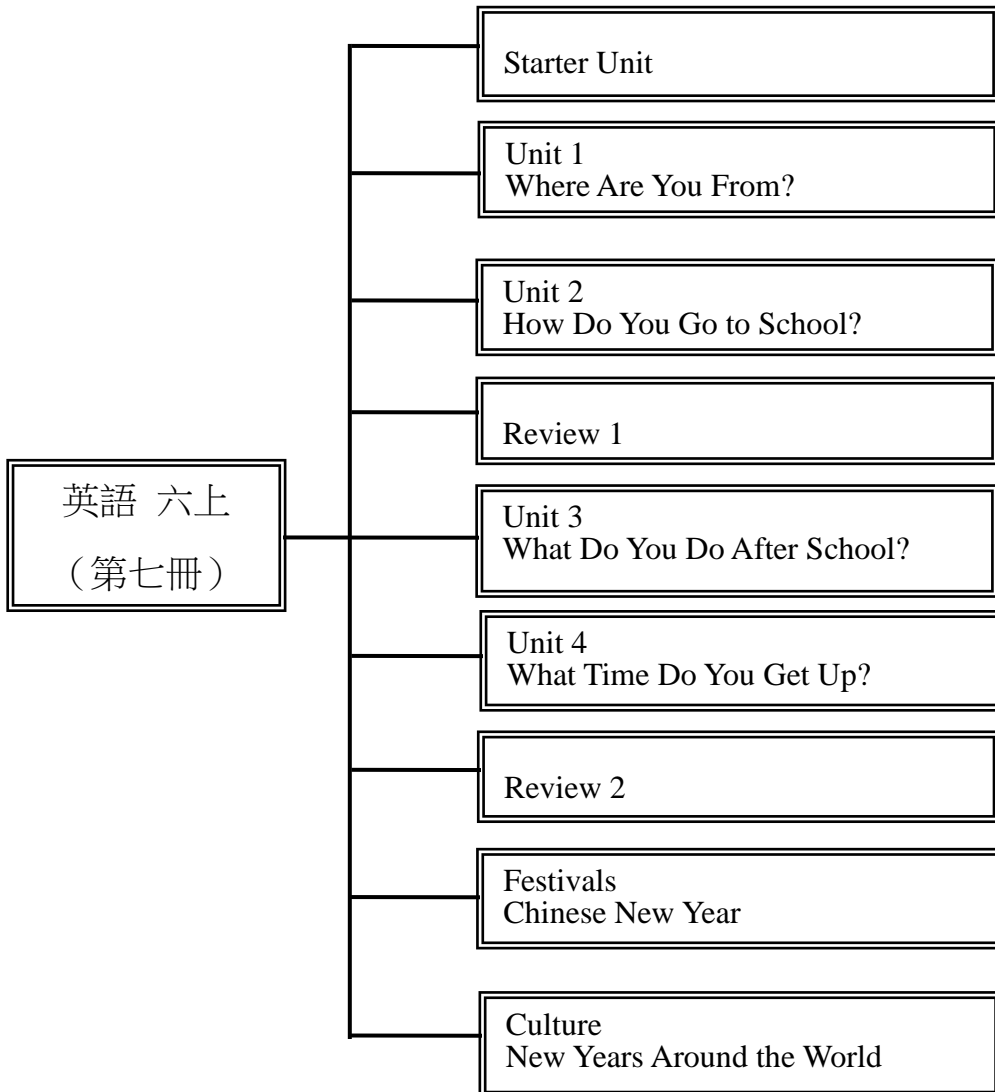 Starter Unit
Unit 1
Where Are You From?
Unit 2
How Do You Go to School?
Review 1
英語 六上
（第七冊）
Unit 3
What Do You Do After School?
Unit 4
What Time Do You Get Up?
Review 2
Festivals
Chinese New Year
Culture
New Years Around the World